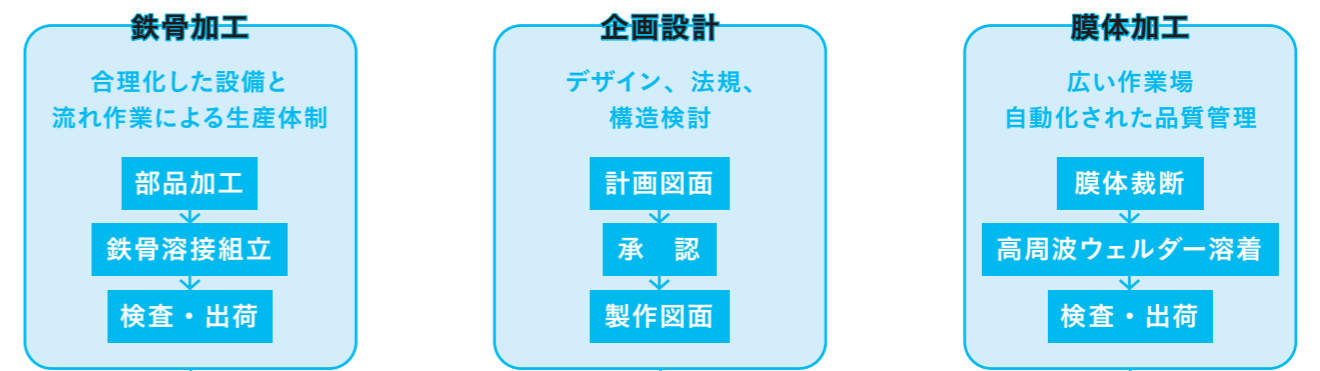 鉄骨加工
合理化した設備と
流れ作業による生産体制
部品加工
鉄骨溶接組立
検査・出荷
企画設計
デザイン、法規、
構造検討
計画図面
承　認
製作図面
膜体加工
広い作業場
自動化された品質管理
膜体裁断
高周波ウェルダー溶着
検査・出荷